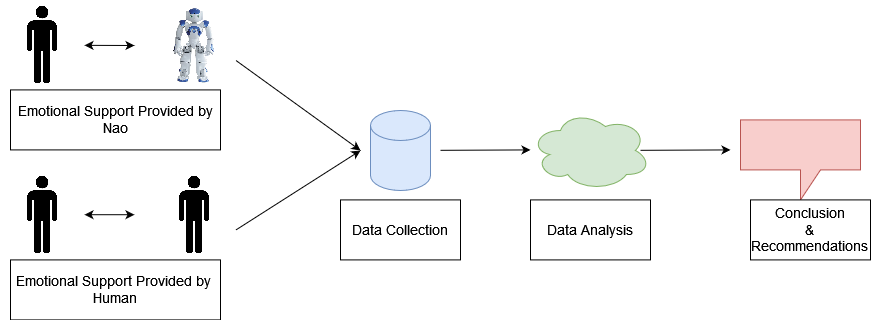 Emotional Support Provided by
Nao
Emotional Support Provided by
Human
Data Collection
Data Analysis
Conclusion
&
Recommendations